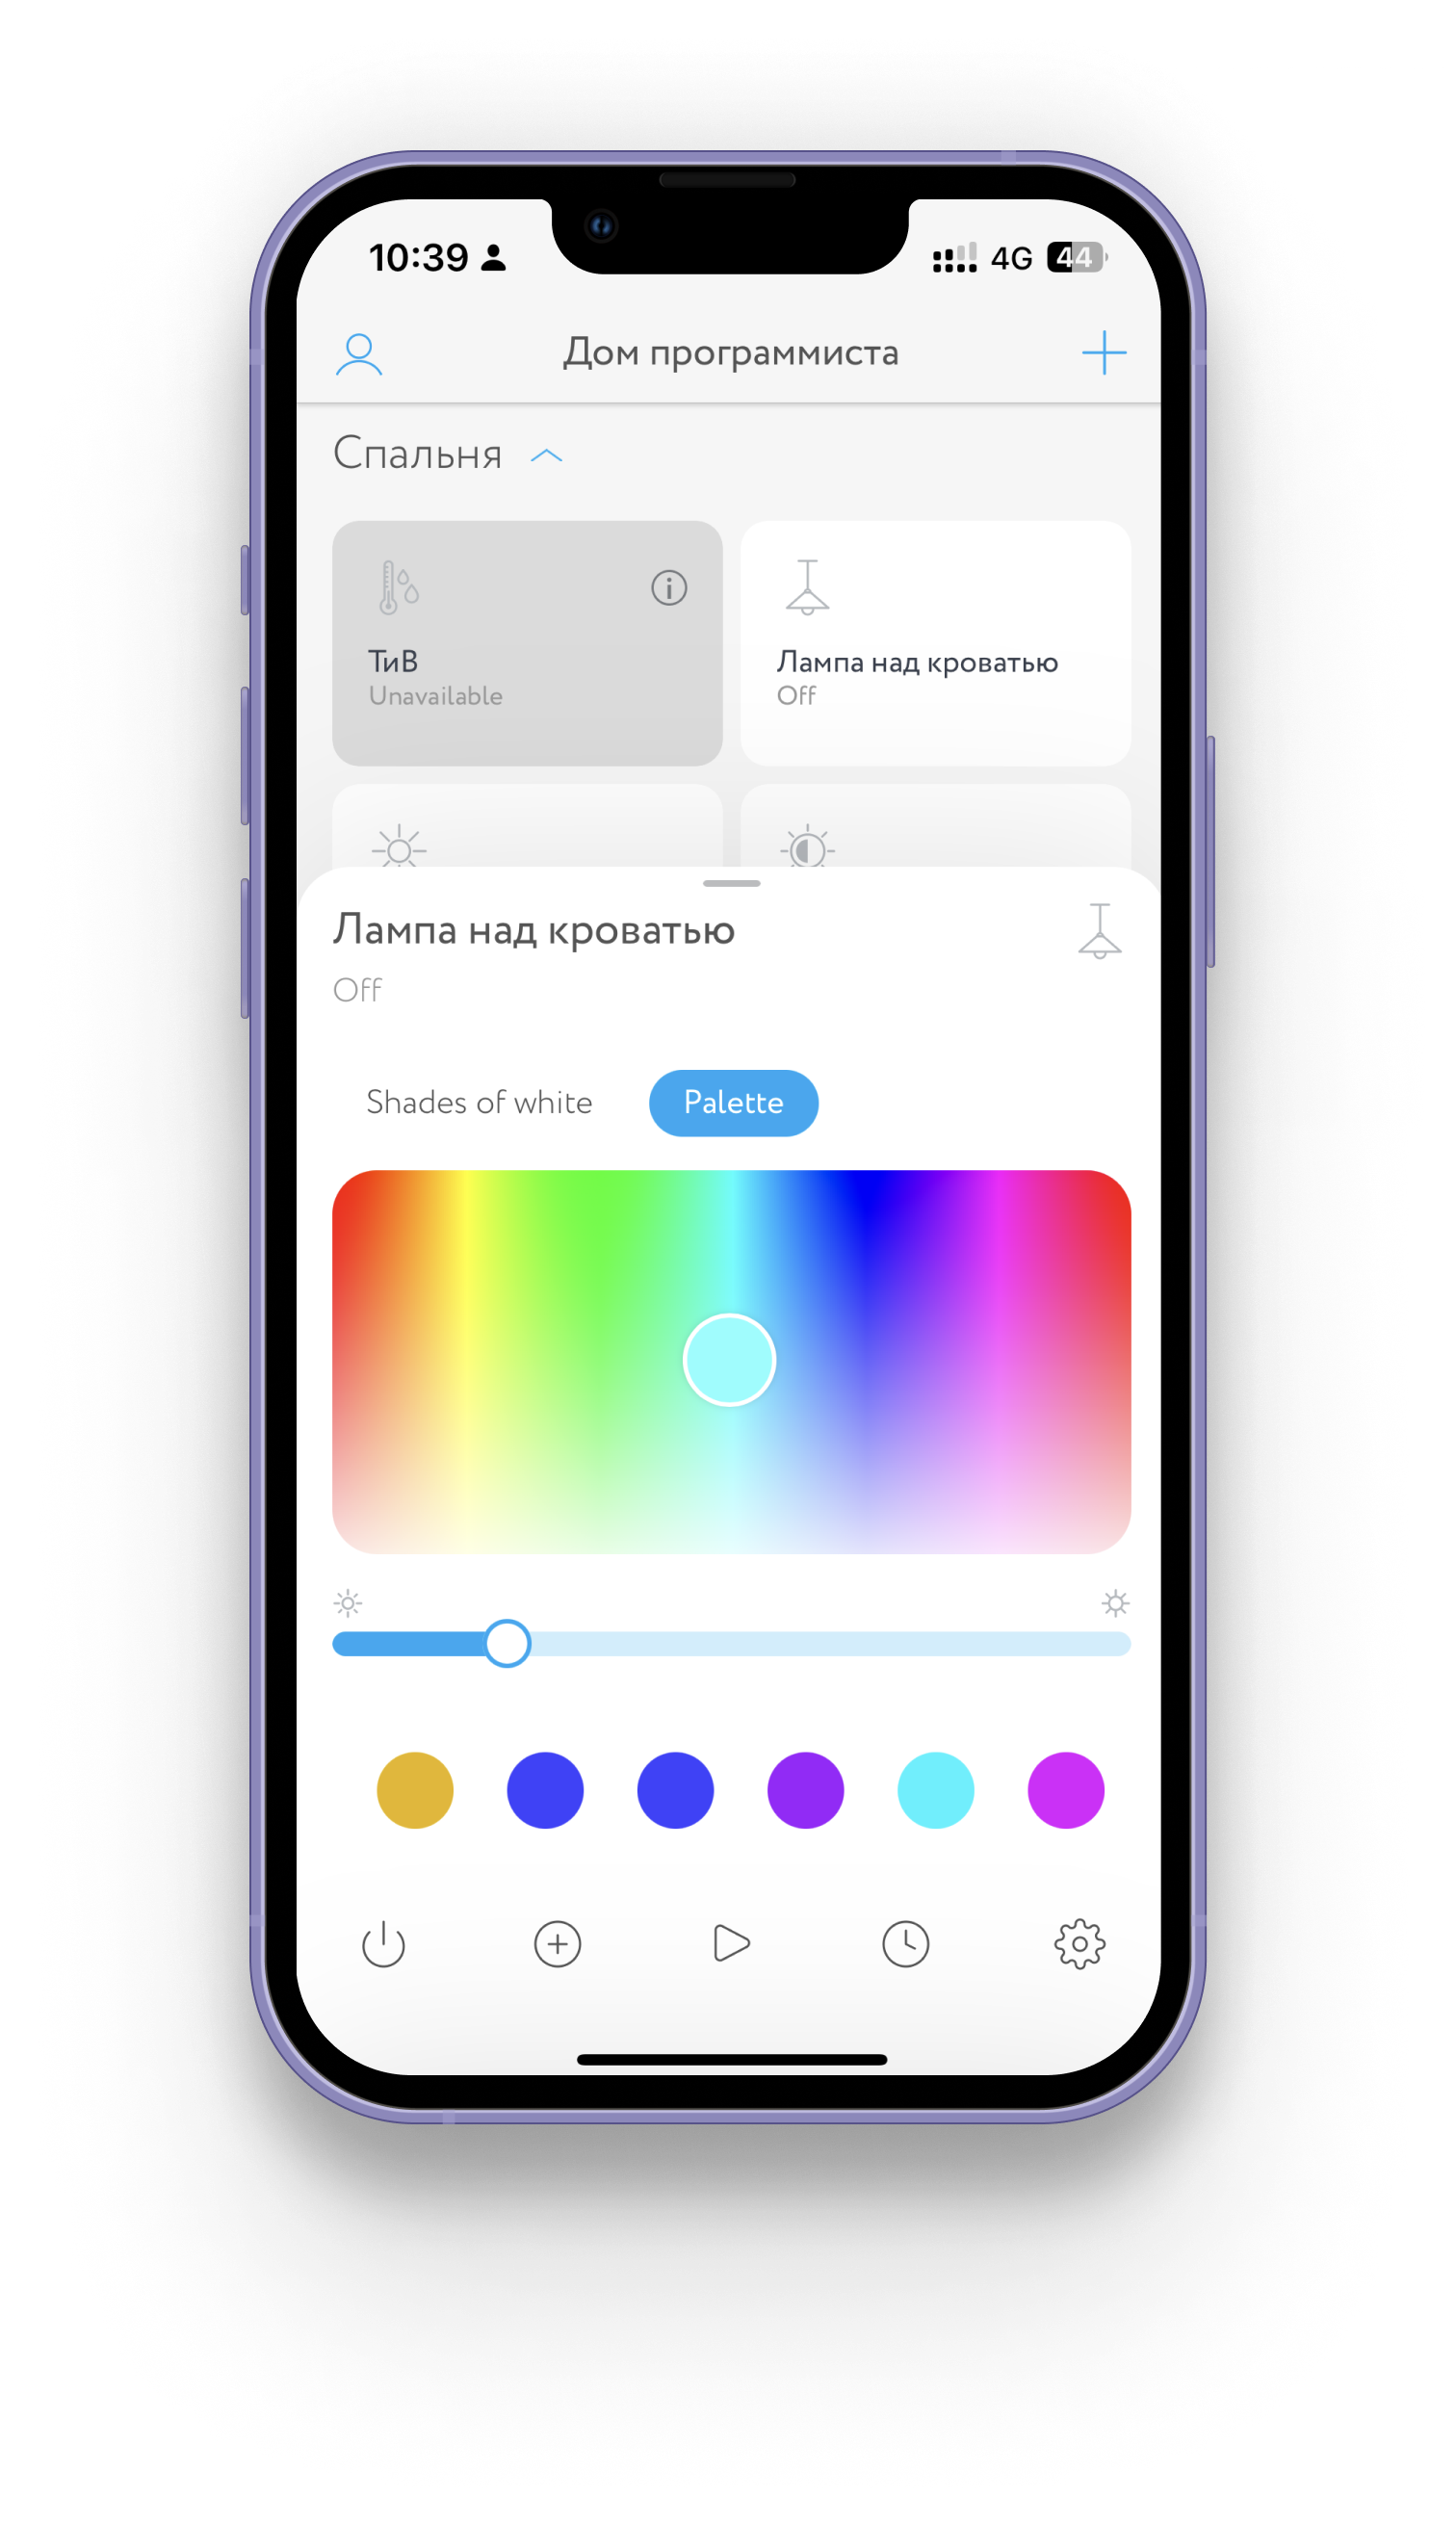 10:39
4G 44
Дом программиста
Спальня
ТиВ
Unavailable
Лампа над кроватью
Off
Лампа над кроватью
Off
Shades of white
Palette